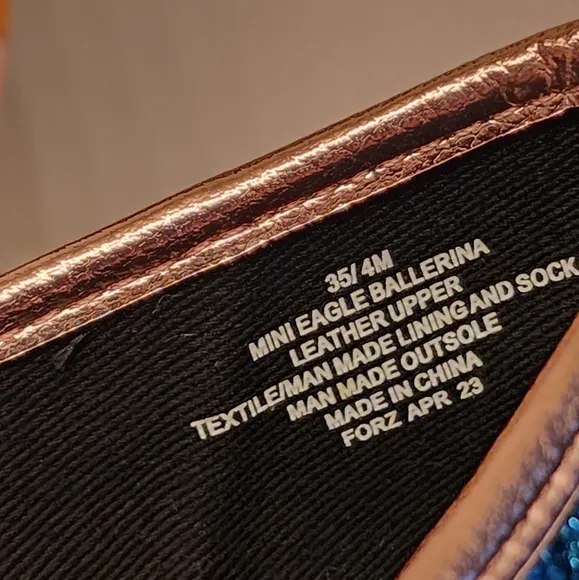 35/4M
MINI EAGLE BALLERINA
LEATHER UPPER
TEXTILE/MAN MADE LINING AND SOCK
MAN MADE OUTSOLE
MADE IN CHINA
FORZ APR 23